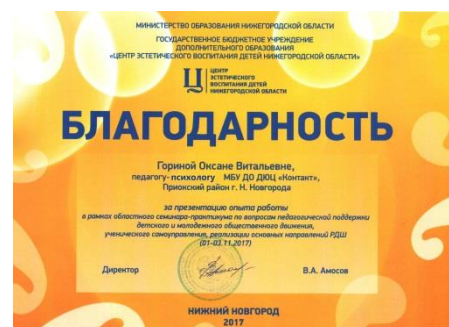 МИНИСТЕРСТВО ОБРАЗОВАНИЯ НИЖЕГОРОДСКОЙ ОБЛАСТИ
ГОСУДАРСТВЕННОЕ БЮДЖЕТНОЕ УЧРЕЖДЕНИЕ
ДОПОЛНИТЕЛЬНОГО ОБРАЗОВАНИЯ
«ЦЕНТР ЭСТЕТИЧЕСКОГО ВОСПИТАНИЯ ДЕТЕЙ НИЖЕГОРОДСКОЙ ОБЛАСТИ»
Ц
ЦЕНТР
ЭСТЕТИЧЕСКОГО
ВОСПИТАНИЯ ДЕТЕЙ
НИЖЕГОРОДСКОЙ ОБЛАСТИ
БЛАГОДАРНОСТЬ
Гориной Оксане Витальевне,
педагогу-психологу МБУ ДО ДЮЦ «Контакт»,
Приокский район г. Н. Новгорода
за презентацию опыта работы
в рамках областного семинара-практикума по вопросам педагогической поддержки
детского и молодежного общественного движения,
ученического самоуправления, реализации основных направлений РДШ
(01-03.11.2017)
Директор
В.А. Амосов
НИЖНИЙ НОВГОРОД
2017